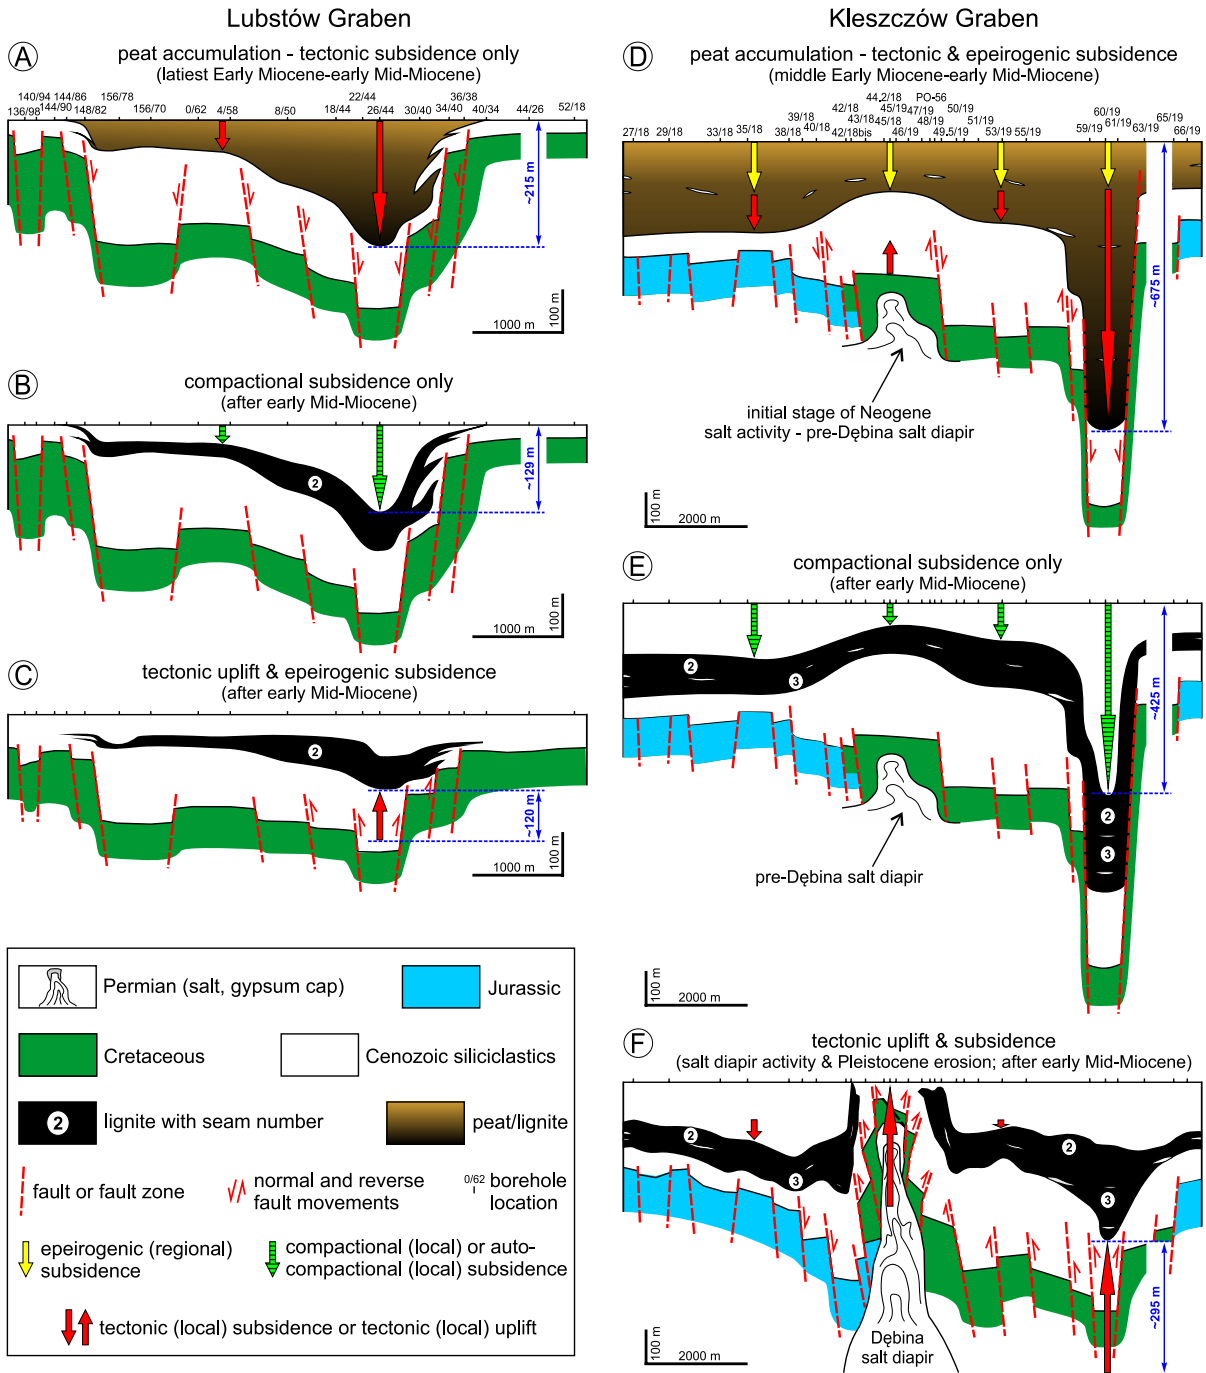 Lubstów Graben
A
peat accumulation - tectonic subsidence only
(latiest Early Miocene-early Mid-Miocene)
140/94 144/86 156/78 22/44 36/38
136/98 144/90 148/82 156/70 0/62 4/58 8/50 18/44 26/44 30/40 34/40 40/34 44/26 52/18
~215 m
1000 m
100 m
B
compactional subsidence only
(after early Mid-Miocene)
2
~129 m
1000 m
100 m
C
tectonic uplift & epeirogenic subsidence
(after early Mid-Miocene)
2
~120 m
1000 m
100 m
Permian (salt, gypsum cap)
Jurassic
Cretaceous
Cenozoic siliciclastics
2
lignite with seam number
peat/lignite
fault or fault zone
normal and reverse
fault movements
0/62
borehole
location
epeirogenic (regional)
subsidence
compactional (local) or auto-
compactional (local) subsidence
tectonic (local) subsidence or tectonic (local) uplift
Kleszczów Graben
D
peat accumulation - tectonic & epeirogenic subsidence
(middle Early Miocene-early Mid-Miocene)
44.2/18 PO-56
42/18 45/19 47/19 50/19 60/19
39/18 43/18 45/18 48/19 51/19 61/19 65/19
27/18 29/18 33/18 35/18 38/18 40/18 42/18bis 46/19 49.5/19 53/19 55/19 59/19 63/19 66/19
~675 m
initial stage of Neogene
salt activity - pre-Dębina salt diapir
100 m
2000 m
E
compactional subsidence only
(after early Mid-Miocene)
2
3
~425 m
2
3
pre-Dębina salt diapir
100 m
2000 m
F
tectonic uplift & subsidence
(salt diapir activity & Pleistocene erosion; after early Mid-Miocene)
2
2
3
3
~295 m
Dębina
salt diapir
100 m
2000 m